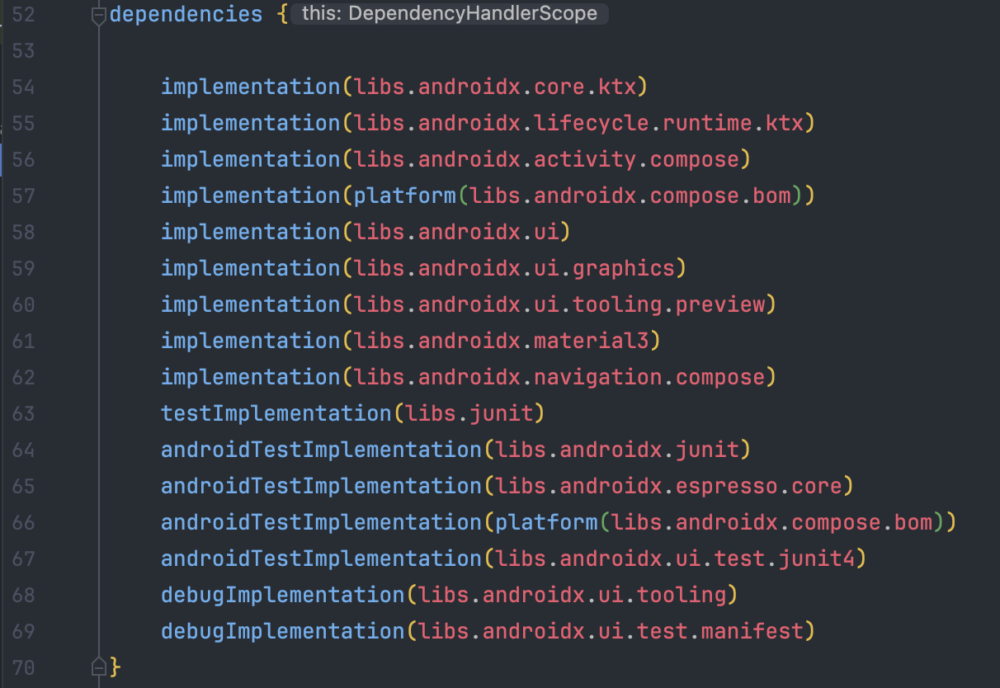 52 dependencies { this: DependencyHandlerScope
53
54 implementation(libs.androidx.core.ktx)
55 implementation(libs.androidx.lifecycle.runtime.ktx)
56 implementation(libs.androidx.activity.compose)
57 implementation(platform(libs.androidx.compose.bom))
58 implementation(libs.androidx.ui)
59 implementation(libs.androidx.ui.graphics)
60 implementation(libs.androidx.ui.tooling.preview)
61 implementation(libs.androidx.material3)
62 implementation(libs.androidx.navigation.compose)
63 testImplementation(libs.junit)
64 androidTestImplementation(libs.androidx.junit)
65 androidTestImplementation(libs.androidx.espresso.core)
66 androidTestImplementation(platform(libs.androidx.compose.bom))
67 androidTestImplementation(libs.androidx.ui.test.junit4)
68 debugImplementation(libs.androidx.ui.tooling)
69 debugImplementation(libs.androidx.ui.test.manifest)
70 }